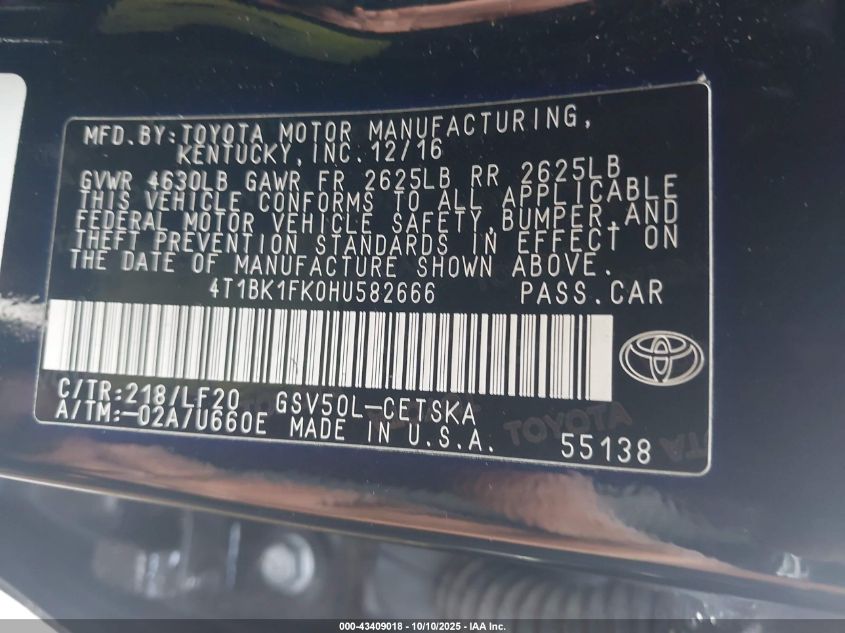 MFD.BY:TOYOTA MOTOR MANUFACTURING,
KENTUCKY, INC. 12/16
GVWR 4630LB GAWR FR 2625LB RR 2625LB
THIS VEHICLE CONFORMS TO ALL APPLICABLE
FEDERAL MOTOR VEHICLE SAFETY, BUMPER, AND
THEFT PREVENTION STANDARDS IN EFFECT ON
THE DATE OF MANUFACTURE SHOWN ABOVE.
4T1BK1FK0HU582666 PASS.CAR
C/TR:218/LF20 GSV50L-CETSKA
A/TM:-02A/U660E MADE IN U.S.A.
55138
TOYOTA
000-43409018 - 10/10/2025 - IAA Inc.